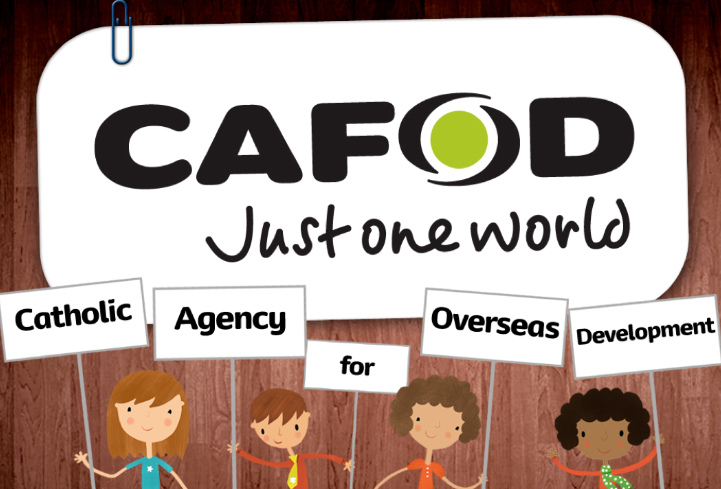 CAFOD
Just one world
Catholic Agency for Overseas Development